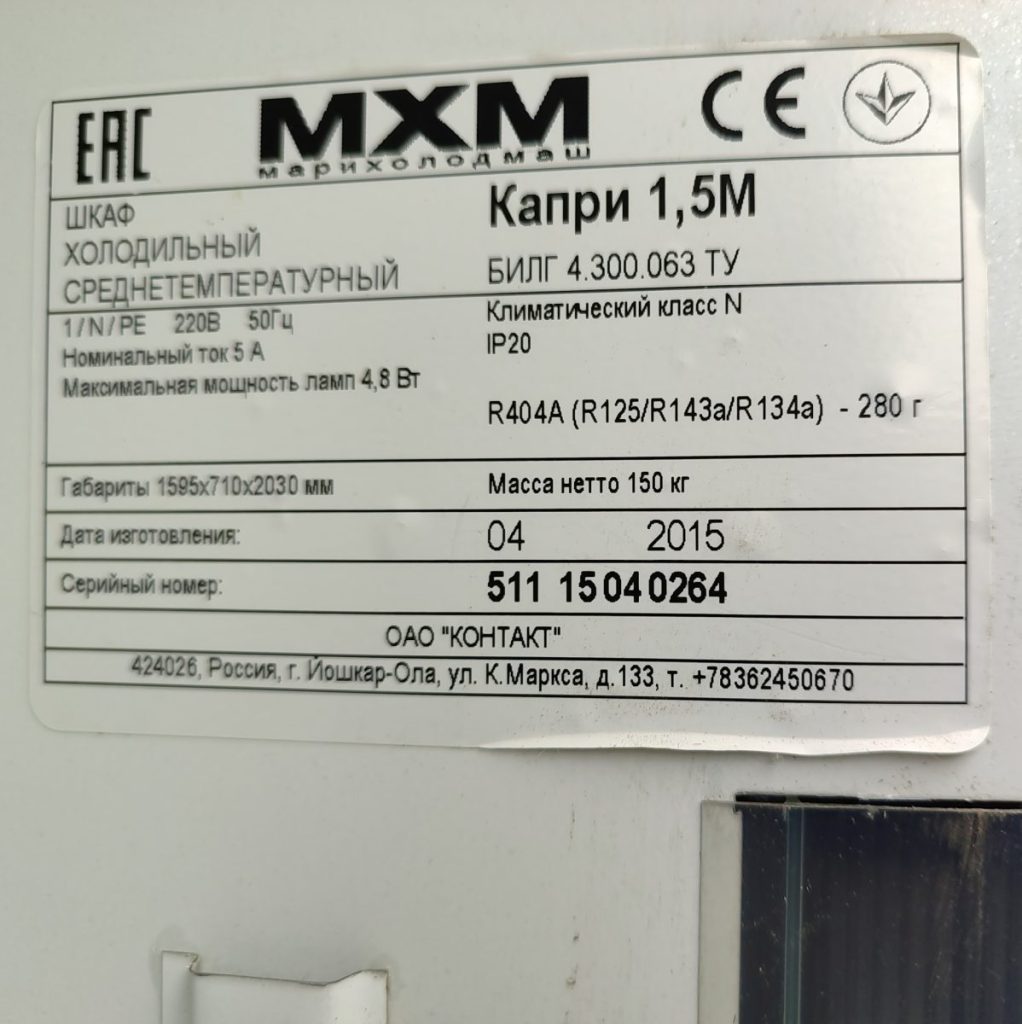 EAC МХМ CE
марихолодмаш
ШКАФ
ХОЛОДИЛЬНЫЙ
СРЕДНЕТЕМПЕРАТУРНЫЙ
Капри 1,5М
БИЛГ 4.300.063 ТУ
1/N/PE 220В 50Гц
Номинальный ток 5 А
Максимальная мощность ламп 4,8 Вт
Климатический класс N
IP20
R404A (R125/R143a/R134a) - 280 г
Габариты 1595х710х2030 мм Масса нетто 150 кг
Дата изготовления: 04 2015
Серийный номер: 511 15040264
ОАО "КОНТАКТ"
424026, Россия, г. Йошкар-Ола, ул. К.Маркса, д.133, т. +78362450670